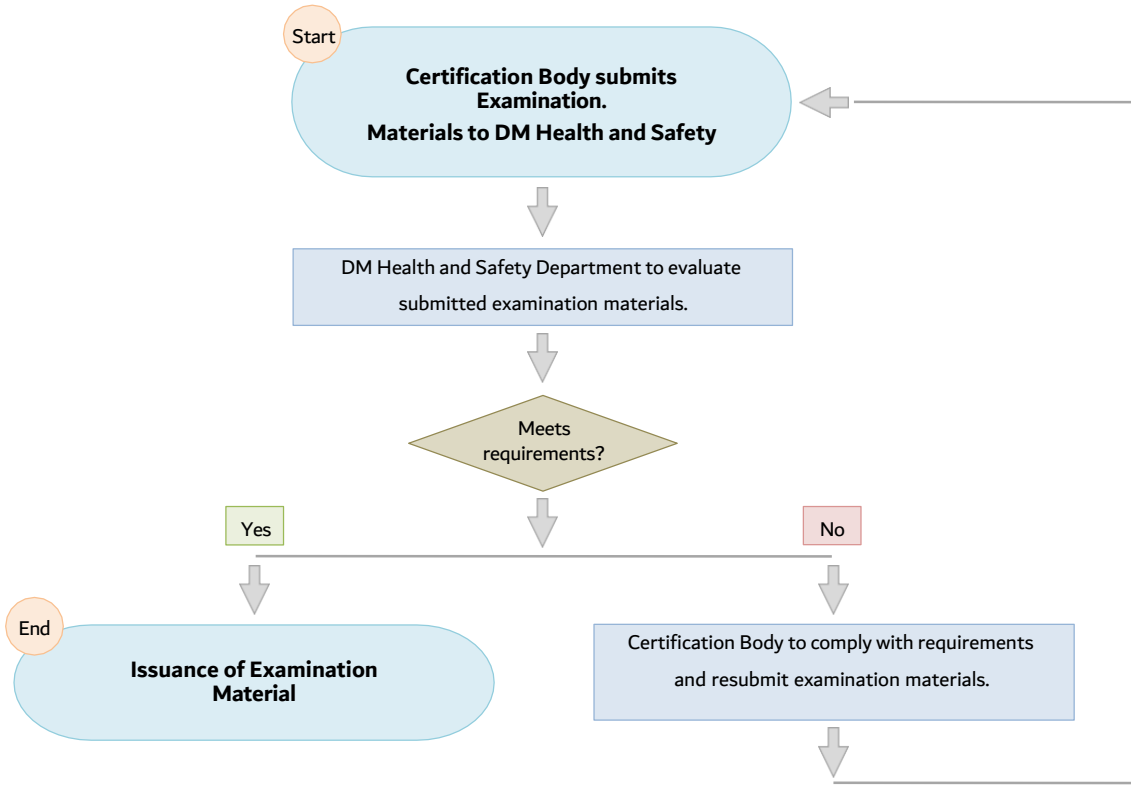 Start
Certification Body submits
Examination.
Materials to DM Health and Safety
DM Health and Safety Department to evaluate
submitted examination materials.
Meets
requirements?
Yes
No
End
Issuance of Examination
Material
Certification Body to comply with requirements
and resubmit examination materials.